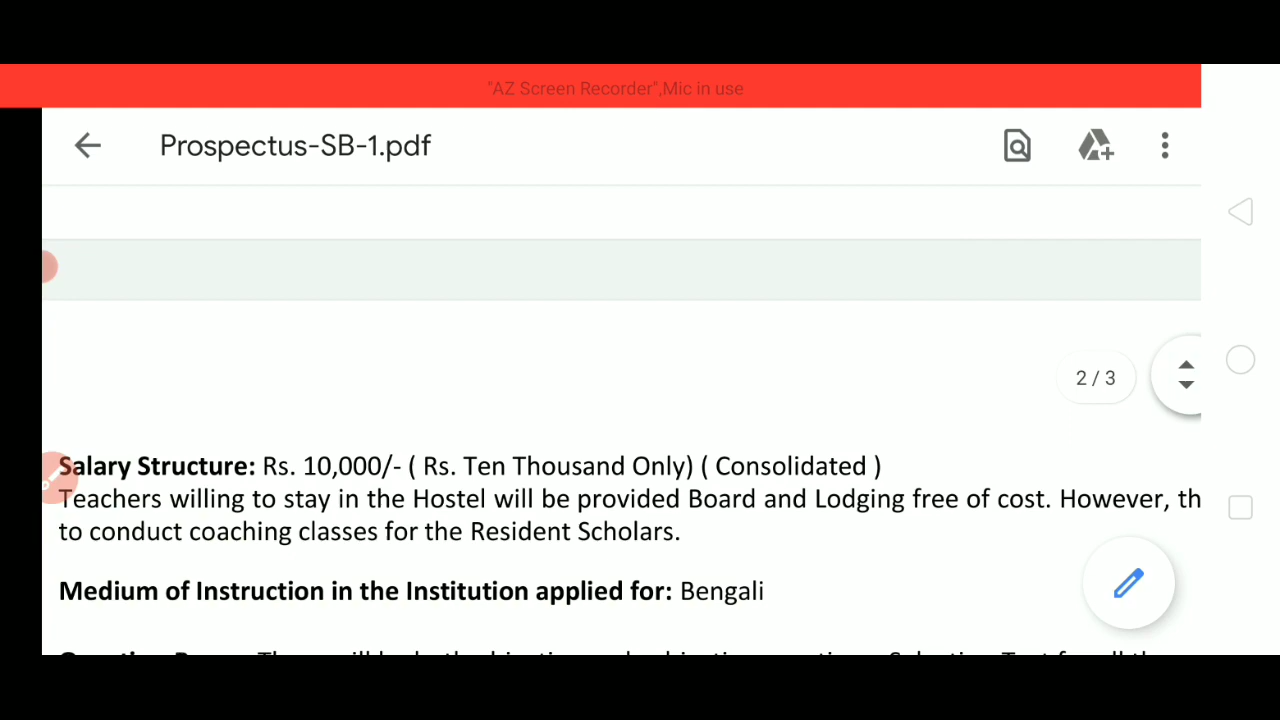 "AZ Screen Recorder",Mic in use
Prospectus-SB-1.pdf
2 / 3
Salary Structure: Rs. 10,000/- ( Rs. Ten Thousand Only) ( Consolidated )
Teachers willing to stay in the Hostel will be provided Board and Lodging free of cost. However, th
to conduct coaching classes for the Resident Scholars.
Medium of Instruction in the Institution applied for: Bengali